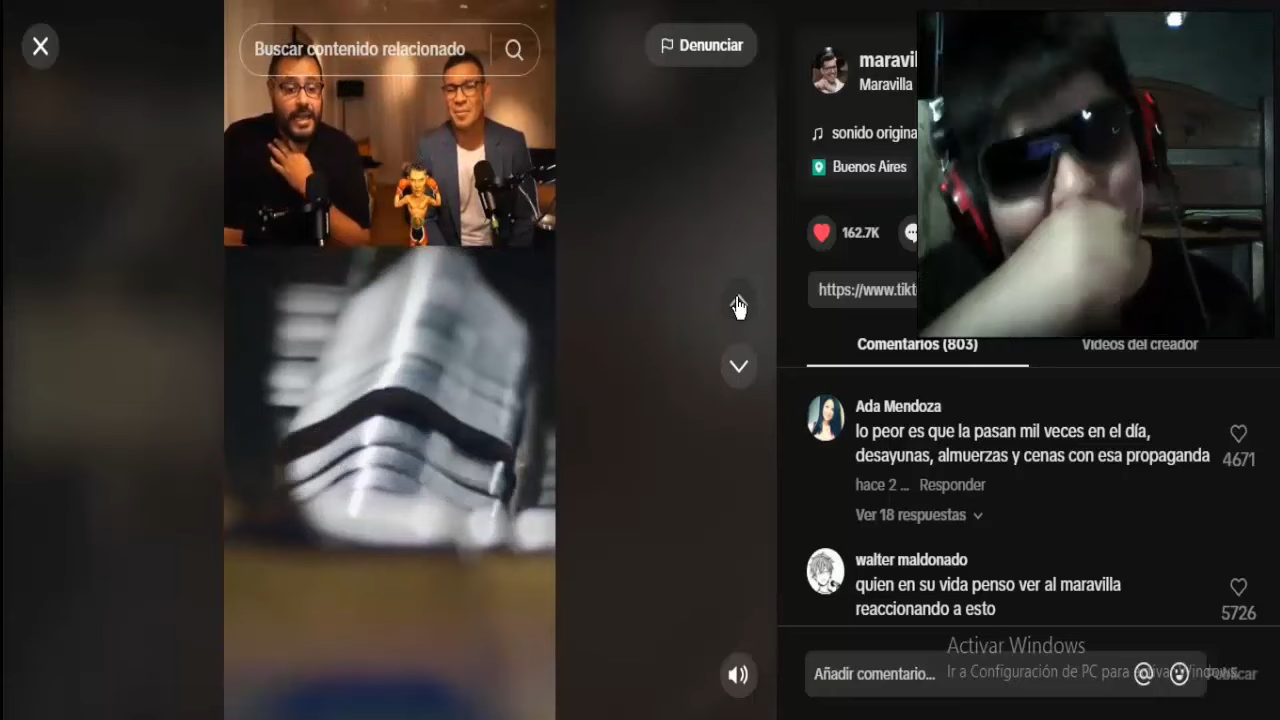 Buscar contenido relacionado
Denunciar
maravil
Maravilla
sonido origina
Buenos Aires
162.7K
https://www.tikt
Comentarios (803)
Videos del creador
Ada Mendoza
lo peor es que la pasan mil veces en el día,
desayunas, almuerzas y cenas con esa propaganda
4671
hace 2 ... Responder
Ver 18 respuestas
walter maldonado
quien en su vida penso ver al maravilla
reaccionando a esto
5726
Activar Windows
Ir a Configuración de PC para activar Windows.
Añadir comentario...
Publicar